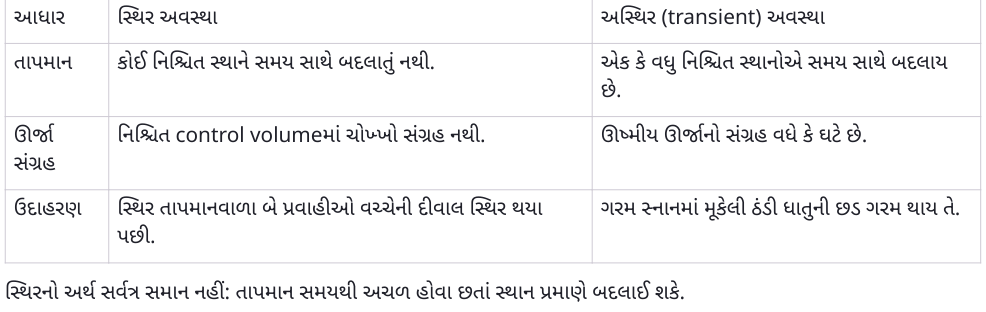 આધાર સ્થિર અવસ્થા અસ્થિર (transient) અવસ્થા
તાપમાન કોઈ નિશ્ચિત સ્થાને સમય સાથે બદલાતું નથી. એક કે વધુ નિશ્ચિત સ્થાનોએ સમય સાથે બદલાય
છે.
ઊર્જા નિશ્ચિત control volumeમાં ચોખ્ખો સંગ્રહ નથી. ઊષ્મીય ઊર્જાનો સંગ્રહ વધે કે ઘટે છે.
સંગ્રહ
ઉદાહરણ સ્થિર તાપમાનવાળા બે પ્રવાહીઓ વચ્ચેની દીવાલ સ્થિર થયા ગરમ સ્નાનમાં મૂકેલી ઠંડી ધાતુની છડ ગરમ થાય તે.
પછી.
સ્થિરનો અર્થ સર્વત્ર સમાન નહીં: તાપમાન સમયથી અચળ હોવા છતાં સ્થાન પ્રમાણે બદલાઈ શકે.